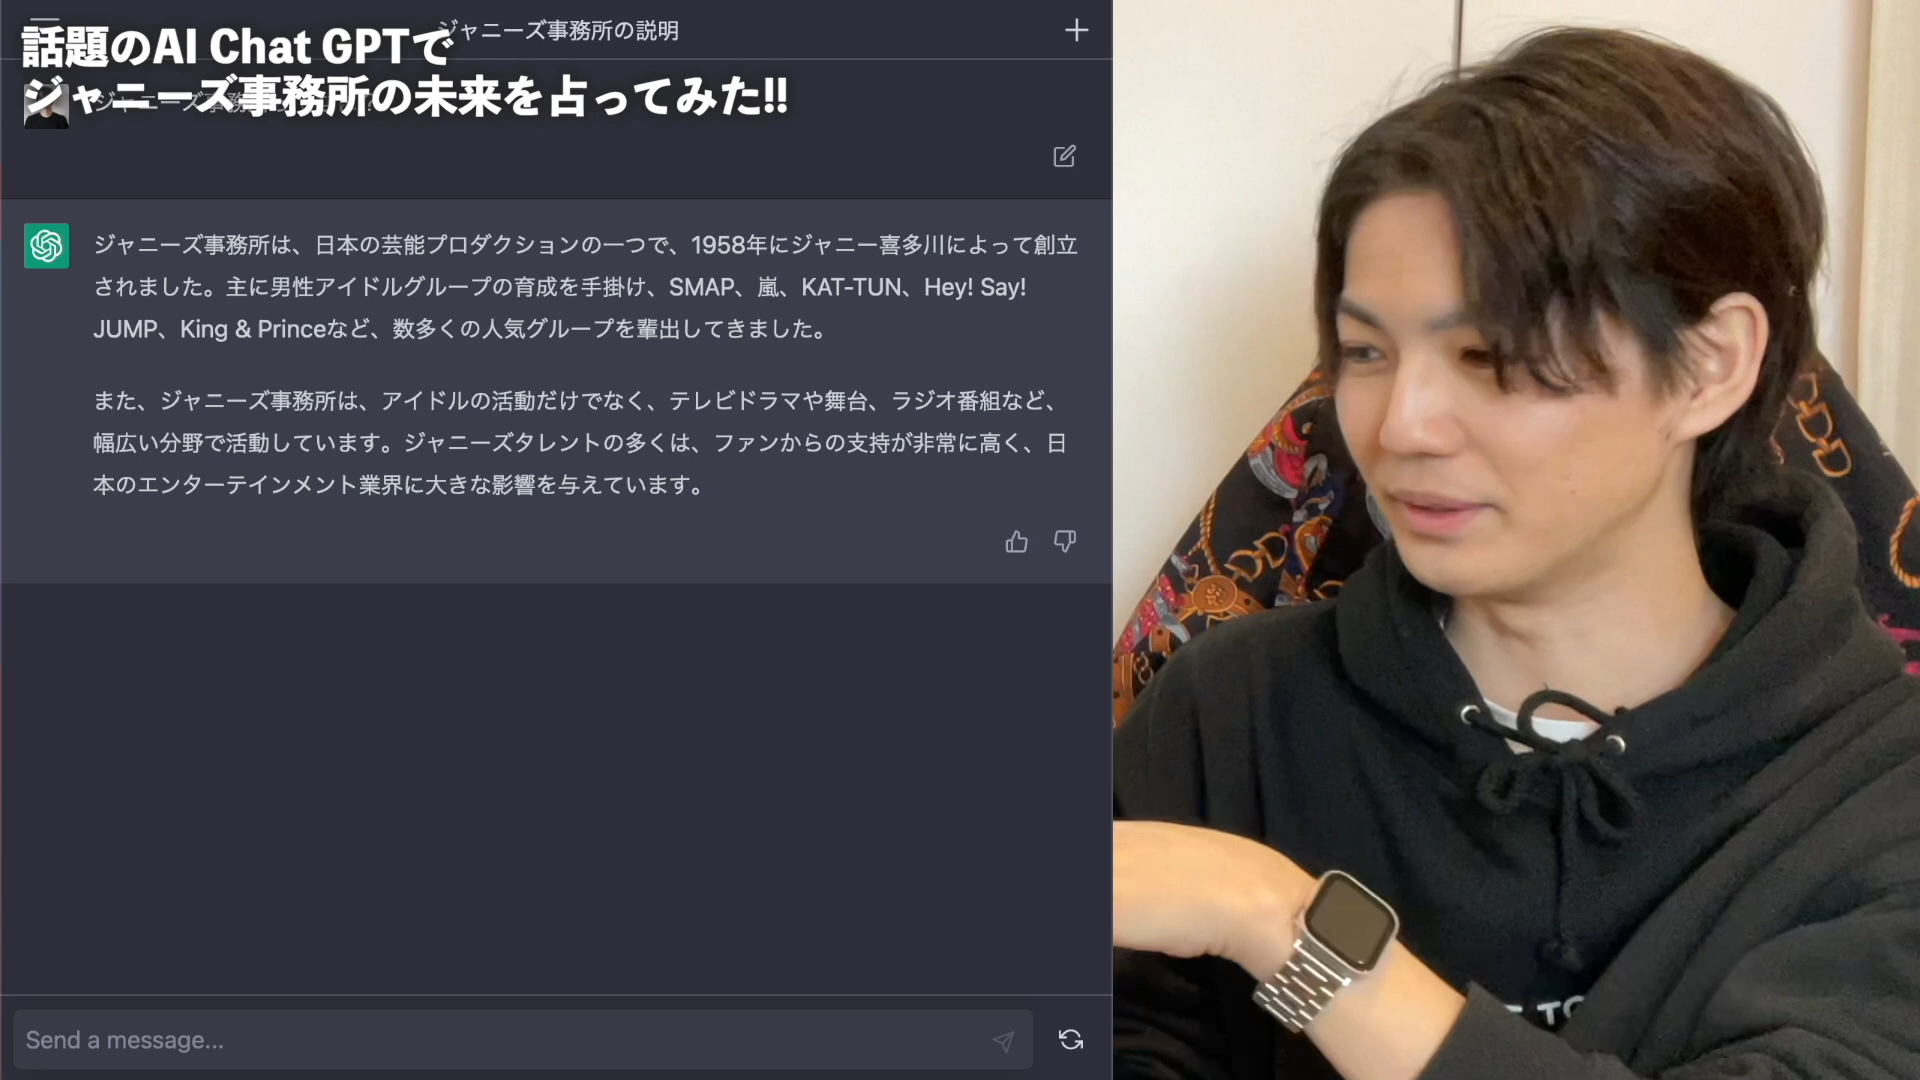 ジャニーズ事務所の説明
話題のAI Chat GPTで
ジャニーズ事務所の未来を占ってみた!!
ジャニーズ事務所は、日本の芸能プロダクションの一つで、1958年にジャニー喜多川によって創立
されました。主に男性アイドルグループの育成を手掛け、SMAP、嵐、KAT-TUN、Hey! Say!
JUMP、King & Princeなど、数多くの人気グループを輩出してきました。
また、ジャニーズ事務所は、アイドルの活動だけでなく、テレビドラマや舞台、ラジオ番組など、
幅広い分野で活動しています。ジャニーズタレントの多くは、ファンからの支持が非常に高く、日
本のエンターテインメント業界に大きな影響を与えています。
Send a message...